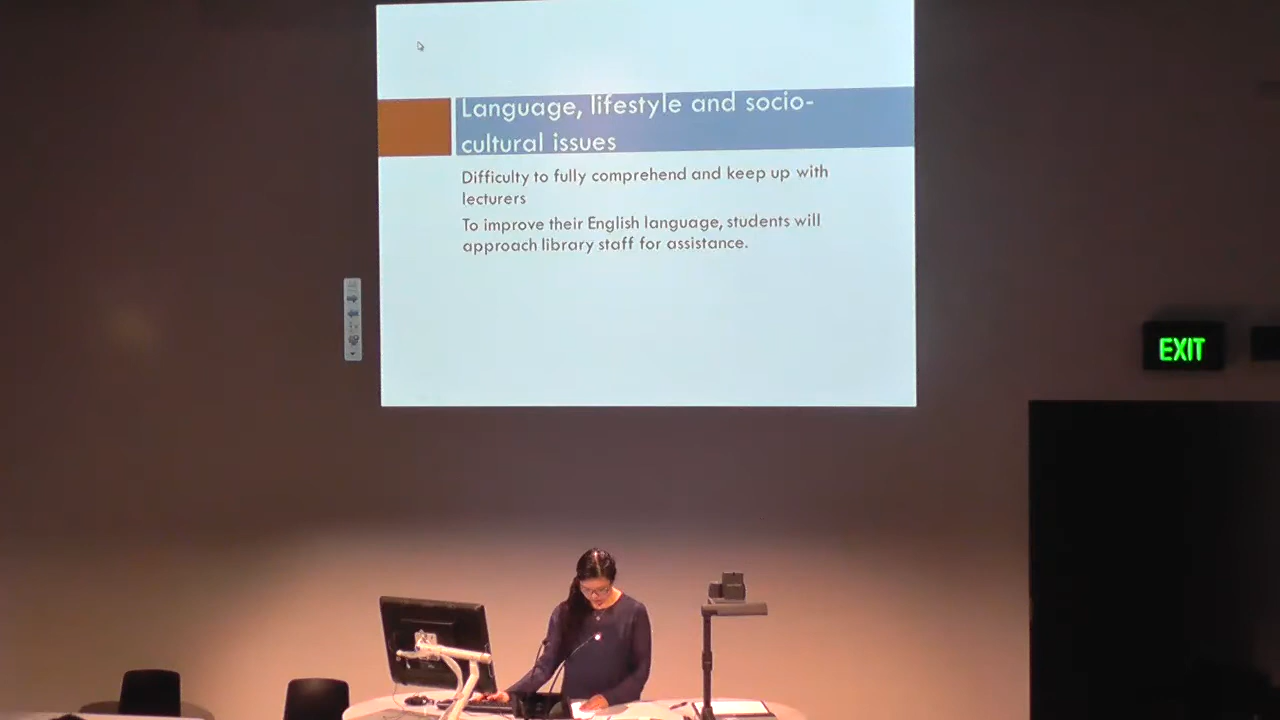 Language, lifestyle and socio-
cultural issues
Difficulty to fully comprehend and keep up with
lecturers
To improve their English language, students will
approach library staff for assistance.
EXIT